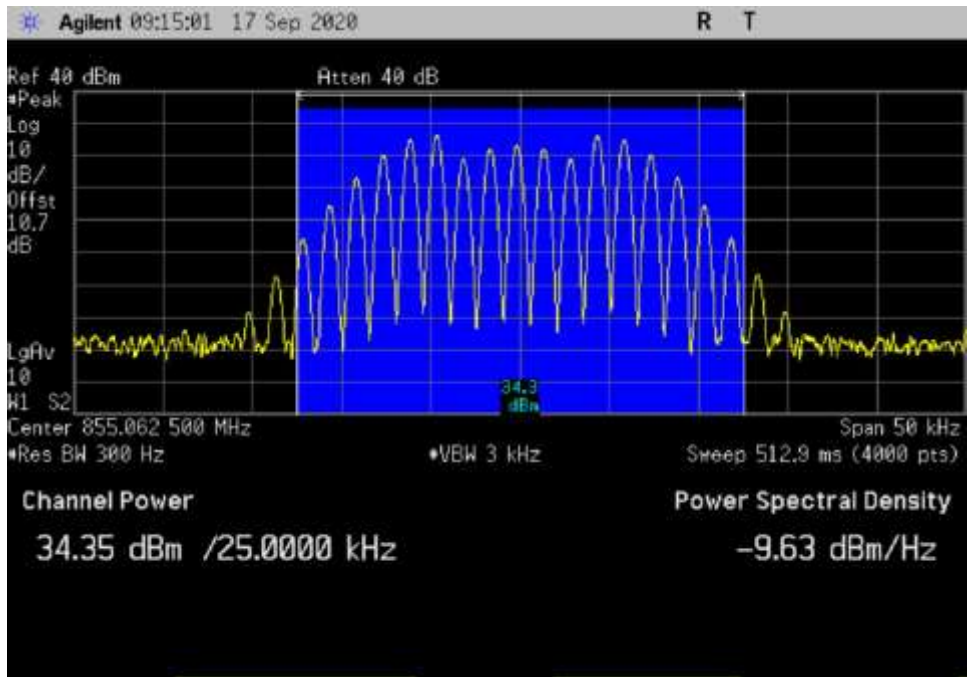 Agilent 09:15:01 17 Sep 2020 R T
Ref 40 dBm Atten 40 dB
#Peak
Log
10
dB/
Offst
10.7
dB
LgAv
10
W1 S2
34.3
dBm
Center 855.062 500 MHz Span 50 kHz
#Res BW 300 Hz #VBW 3 kHz Sweep 512.9 ms (4000 pts)
Channel Power Power Spectral Density
34.35 dBm /25.0000 kHz -9.63 dBm/Hz